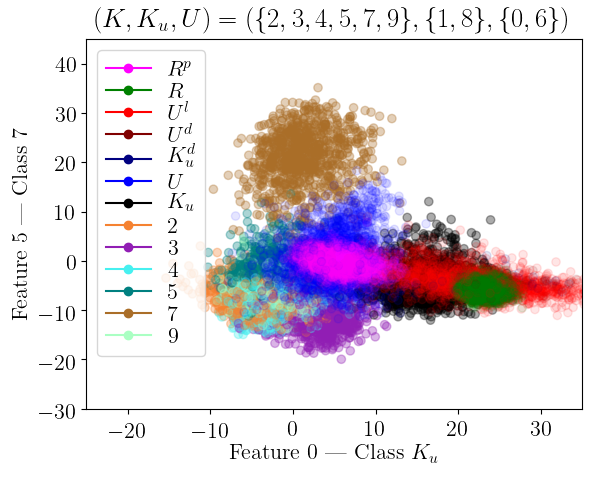 (K, K_u, U) = ({2, 3, 4, 5, 7, 9}, {1, 8}, {0, 6})
Feature 5 — Class 7
40
30
20
10
0
−10
−20
−30
R^p
R
U^l
U^d
K_u^d
U
K_u
2
3
4
5
7
9
−20 −10 0 10 20 30
Feature 0 — Class K_u